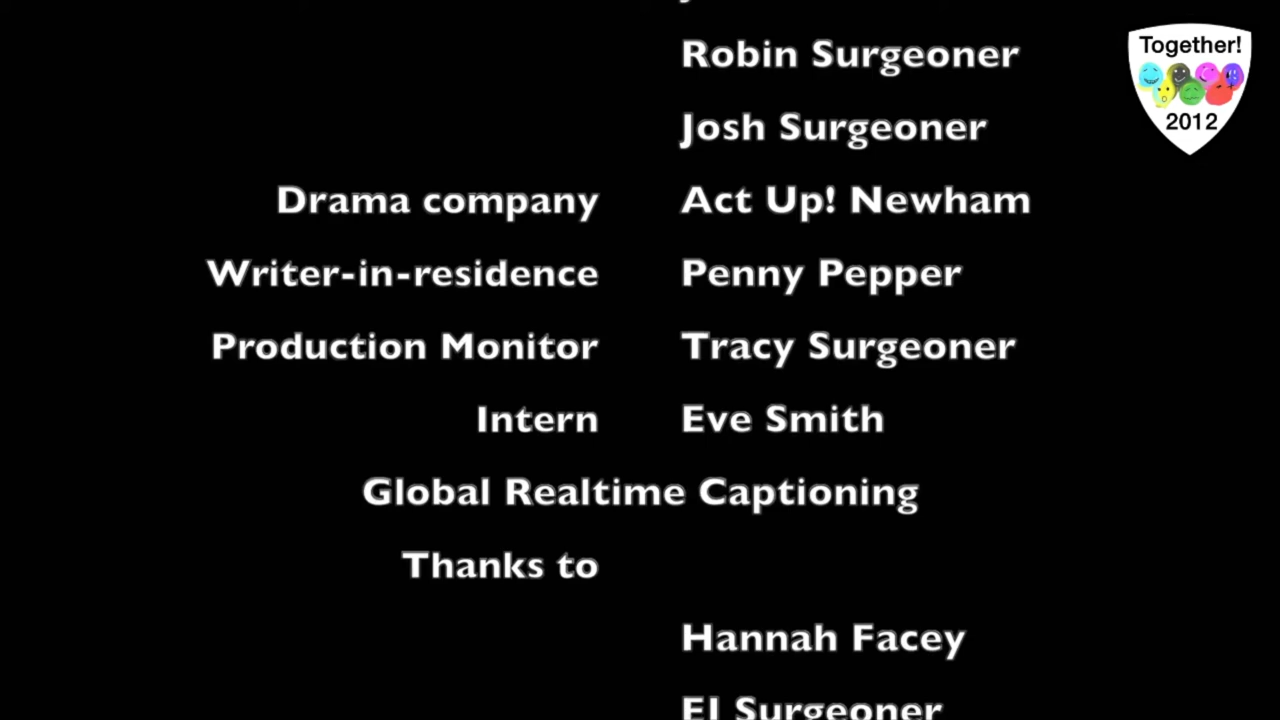 Robin Surgeoner
Together!
Josh Surgeoner
2012
Drama company Act Up! Newham
Writer-in-residence Penny Pepper
Production Monitor Tracy Surgeoner
Intern Eve Smith
Global Realtime Captioning
Thanks to
Hannah Facey
Surgeoner